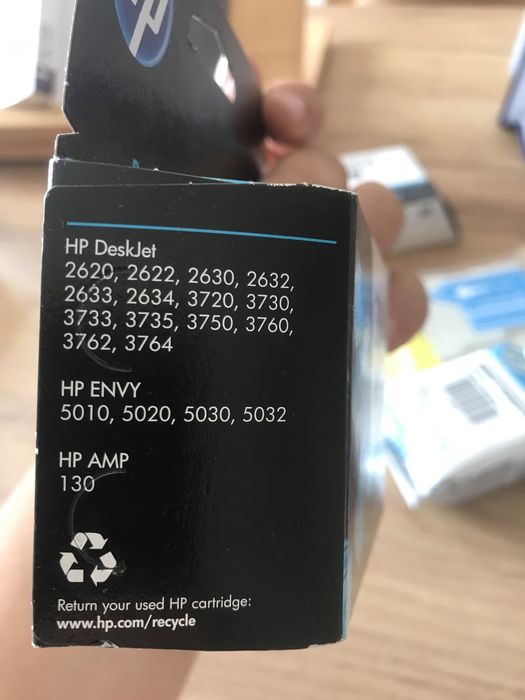 HP DeskJet
2620, 2622, 2630, 2632,
2633, 2634, 3720, 3730,
3733, 3735, 3750, 3760,
3762, 3764
HP ENVY
5010, 5020, 5030, 5032
HP AMP
130
Return your used HP cartridge:
www.hp.com/recycle